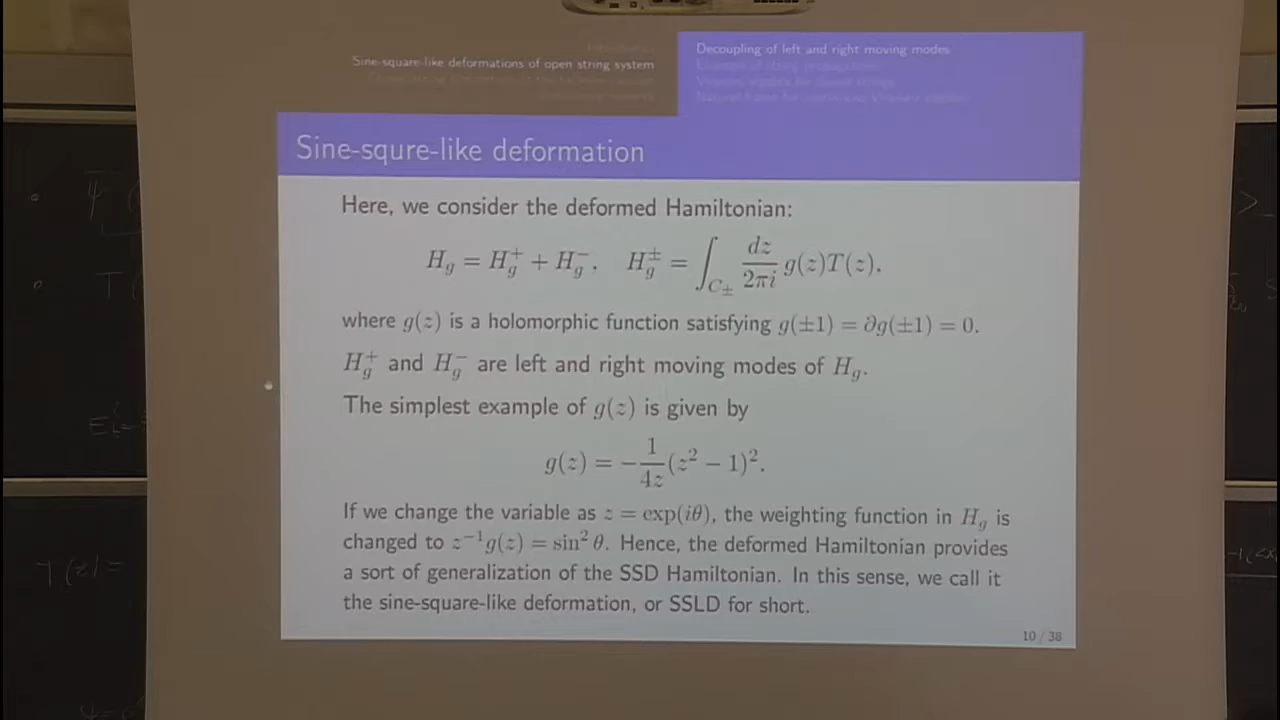 Sine-square-like deformations of open string system
Decoupling of left and right moving modes
Sine-squre-like deformation
Here, we consider the deformed Hamiltonian:
H_g = H_g^+ + H_g^-, H_g^± = ∫_{C_±} dz/2πi g(z)T(z).
where g(z) is a holomorphic function satisfying g(±1) = ∂g(±1) = 0.
H_g^+ and H_g^- are left and right moving modes of H_g.
The simplest example of g(z) is given by
g(z) = −1/4z (z² − 1)².
If we change the variable as z = exp(iθ), the weighting function in H_g is
changed to z⁻¹g(z) = sin² θ. Hence, the deformed Hamiltonian provides
a sort of generalization of the SSD Hamiltonian. In this sense, we call it
the sine-square-like deformation, or SSLD for short.
10 / 38